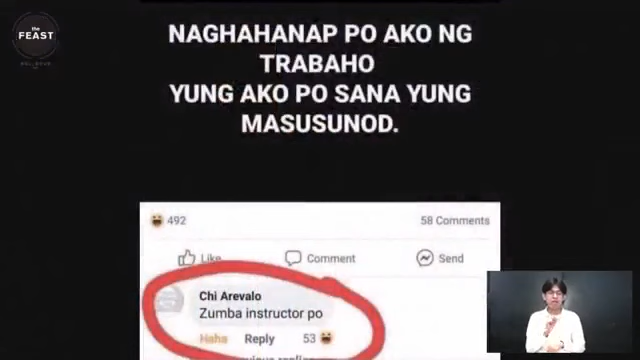 the
FEAST
NAGHAHANAP PO AKO NG
TRABAHO
YUNG AKO PO SANA YUNG
MASUSUNOD.
492
58 Comments
Like
Comment
Send
Chi Arevalo
Zumba instructor po
Haha
Reply
53